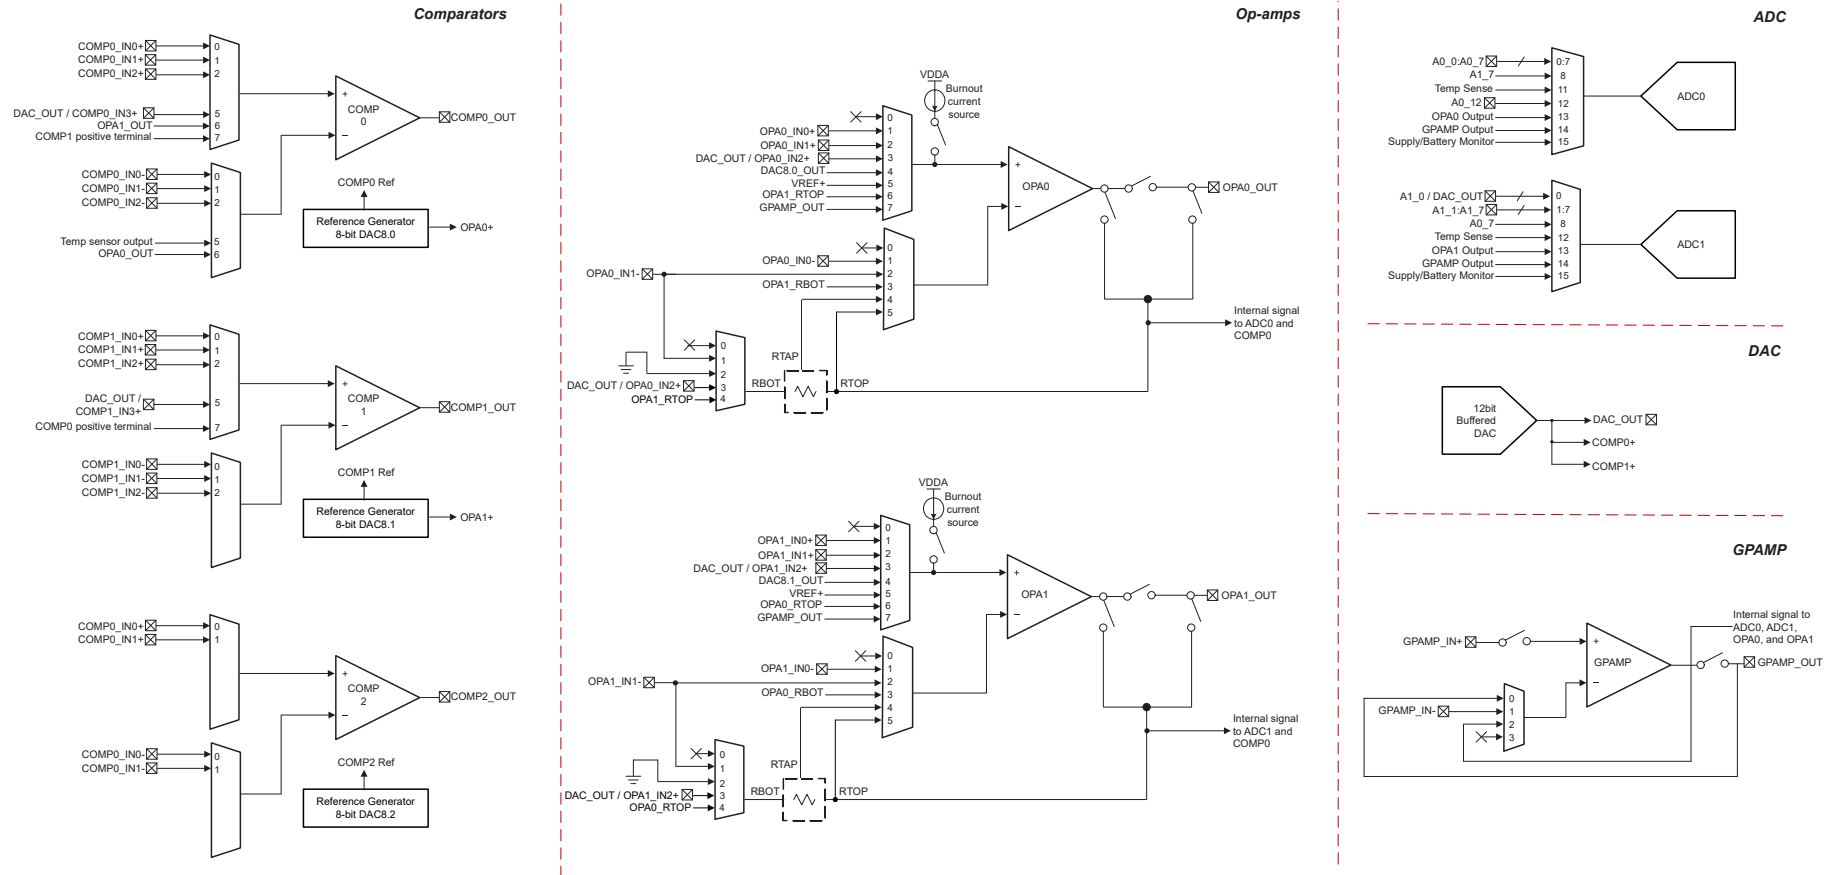 Comparators
COMP0_IN0+
COMP0_IN1+
COMP0_IN2+
DAC_OUT / COMP0_IN3+
OPA1_OUT
COMP1 positive terminal
0
1
2
5
6
7
+
COMP
0
−
COMP0_OUT
COMP0_IN0-
COMP0_IN1-
COMP0_IN2-
Temp sensor output
OPA0_OUT
0
1
2
5
6
COMP0 Ref
Reference Generator
8-bit DAC8.0
OPA0+
COMP1_IN0+
COMP1_IN1+
COMP1_IN2+
DAC_OUT /
COMP1_IN3+
COMP0 positive terminal
0
1
2
5
7
+
COMP
1
−
COMP1_OUT
COMP1_IN0-
COMP1_IN1-
COMP1_IN2-
0
1
2
COMP1 Ref
Reference Generator
8-bit DAC8.1
OPA1+
COMP0_IN0+
COMP0_IN1+
0
1
+
COMP
2
−
COMP2_OUT
COMP0_IN0-
COMP0_IN1-
0
1
COMP2 Ref
Reference Generator
8-bit DAC8.2
Op-amps
VDDA
Burnout
current
source
OPA0_IN0+
OPA0_IN1+
DAC_OUT / OPA0_IN2+
DAC8.0_OUT
VREF+
OPA1_RTOP
GPAMP_OUT
0
1
2
3
4
5
6
7
+
OPA0
−
OPA0_OUT
OPA0_IN0-
OPA0_IN1-
OPA1_RBOT
0
1
2
3
4
5
Internal signal
to ADC0 and
COMP0
DAC_OUT / OPA0_IN2+
OPA1_RTOP
0
1
2
3
4
RTAP
RBOT
RTOP
VDDA
Burnout
current
source
OPA1_IN0+
OPA1_IN1+
DAC_OUT / OPA1_IN2+
DAC8.1_OUT
VREF+
OPA0_RTOP
GPAMP_OUT
0
1
2
3
4
5
6
7
+
OPA1
−
OPA1_OUT
OPA1_IN0-
OPA1_IN1-
OPA0_RBOT
0
1
2
3
4
5
Internal signal
to ADC1 and
COMP0
DAC_OUT / OPA1_IN2+
OPA0_RTOP
0
1
2
3
4
RTAP
RBOT
RTOP
ADC
A0_0:A0_7
A1_7
Temp Sense
A0_12
OPA0 Output
GPAMP Output
Supply/Battery Monitor
0:7
8
11
12
13
14
15
ADC0
A1_0 / DAC_OUT
A1_1:A1_7
A0_7
Temp Sense
OPA1 Output
GPAMP Output
Supply/Battery Monitor
0
1:7
8
12
13
14
15
ADC1
DAC
12bit
Buffered
DAC
DAC_OUT
COMP0+
COMP1+
GPAMP
Internal signal to
ADC0, ADC1,
OPA0, and OPA1
GPAMP_IN+
+
GPAMP
−
GPAMP_OUT
GPAMP_IN-
0
1
2
3